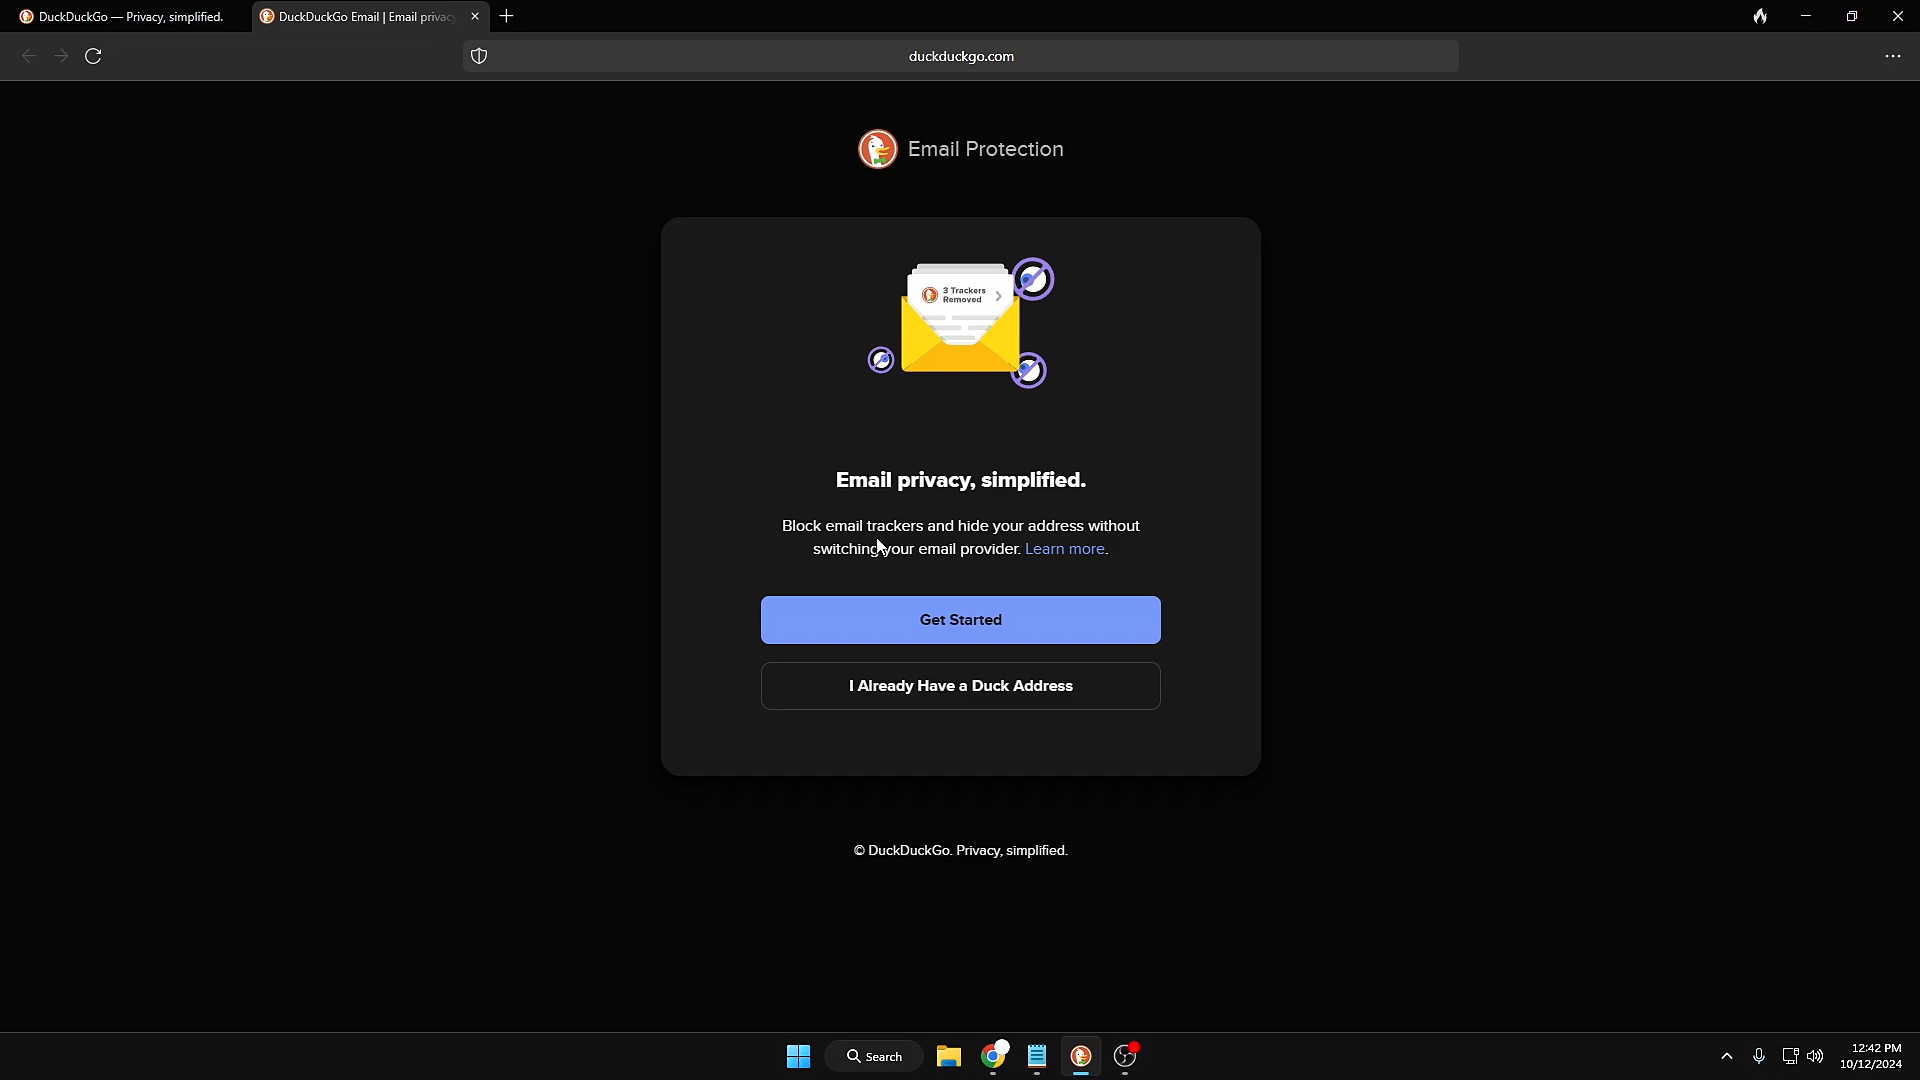 DuckDuckGo — Privacy, simplified.
DuckDuckGo Email | Email privacy
duckduckgo.com
Email Protection
3 Trackers
Removed
Email privacy, simplified.
Block email trackers and hide your address without
switching your email provider. Learn more.
Get Started
I Already Have a Duck Address
© DuckDuckGo. Privacy, simplified.
Search
12:42 PM
10/12/2024